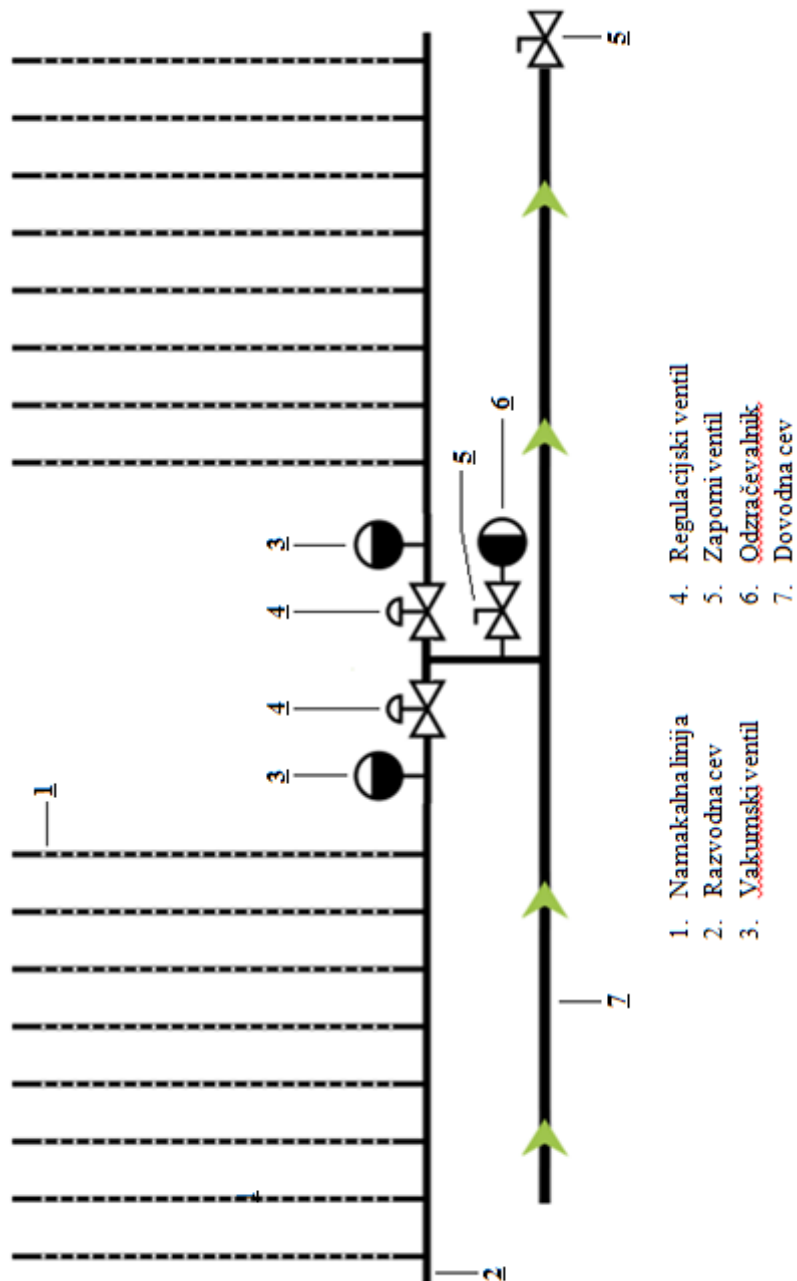 1
1
3 4 4 3
5
2 6
7 5
1. Namakalna linija
2. Razvodna cev
3. Vakumski ventil
4. Regulacijski ventil
5. Zaporni ventil
6. Odzračevalnik
7. Dovodna cev